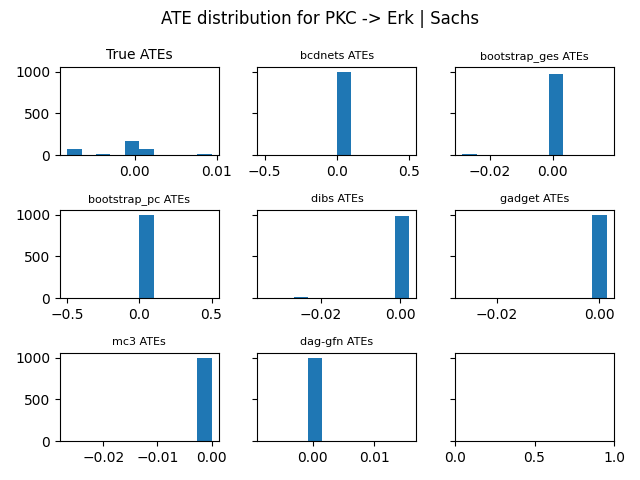 ATE distribution for PKC -> Erk | Sachs
True ATEs
bcdnets ATEs
bootstrap_ges ATEs
1000
500
0
0.00 0.01
−0.5 0.0 0.5
−0.02 0.00
bootstrap_pc ATEs
dibs ATEs
gadget ATEs
1000
500
0
−0.5 0.0 0.5
−0.02 0.00
−0.02 0.00
mc3 ATEs
dag-gfn ATEs
1000
500
0
−0.02 −0.01 0.00
0.00 0.01
0.0 0.5 1.0